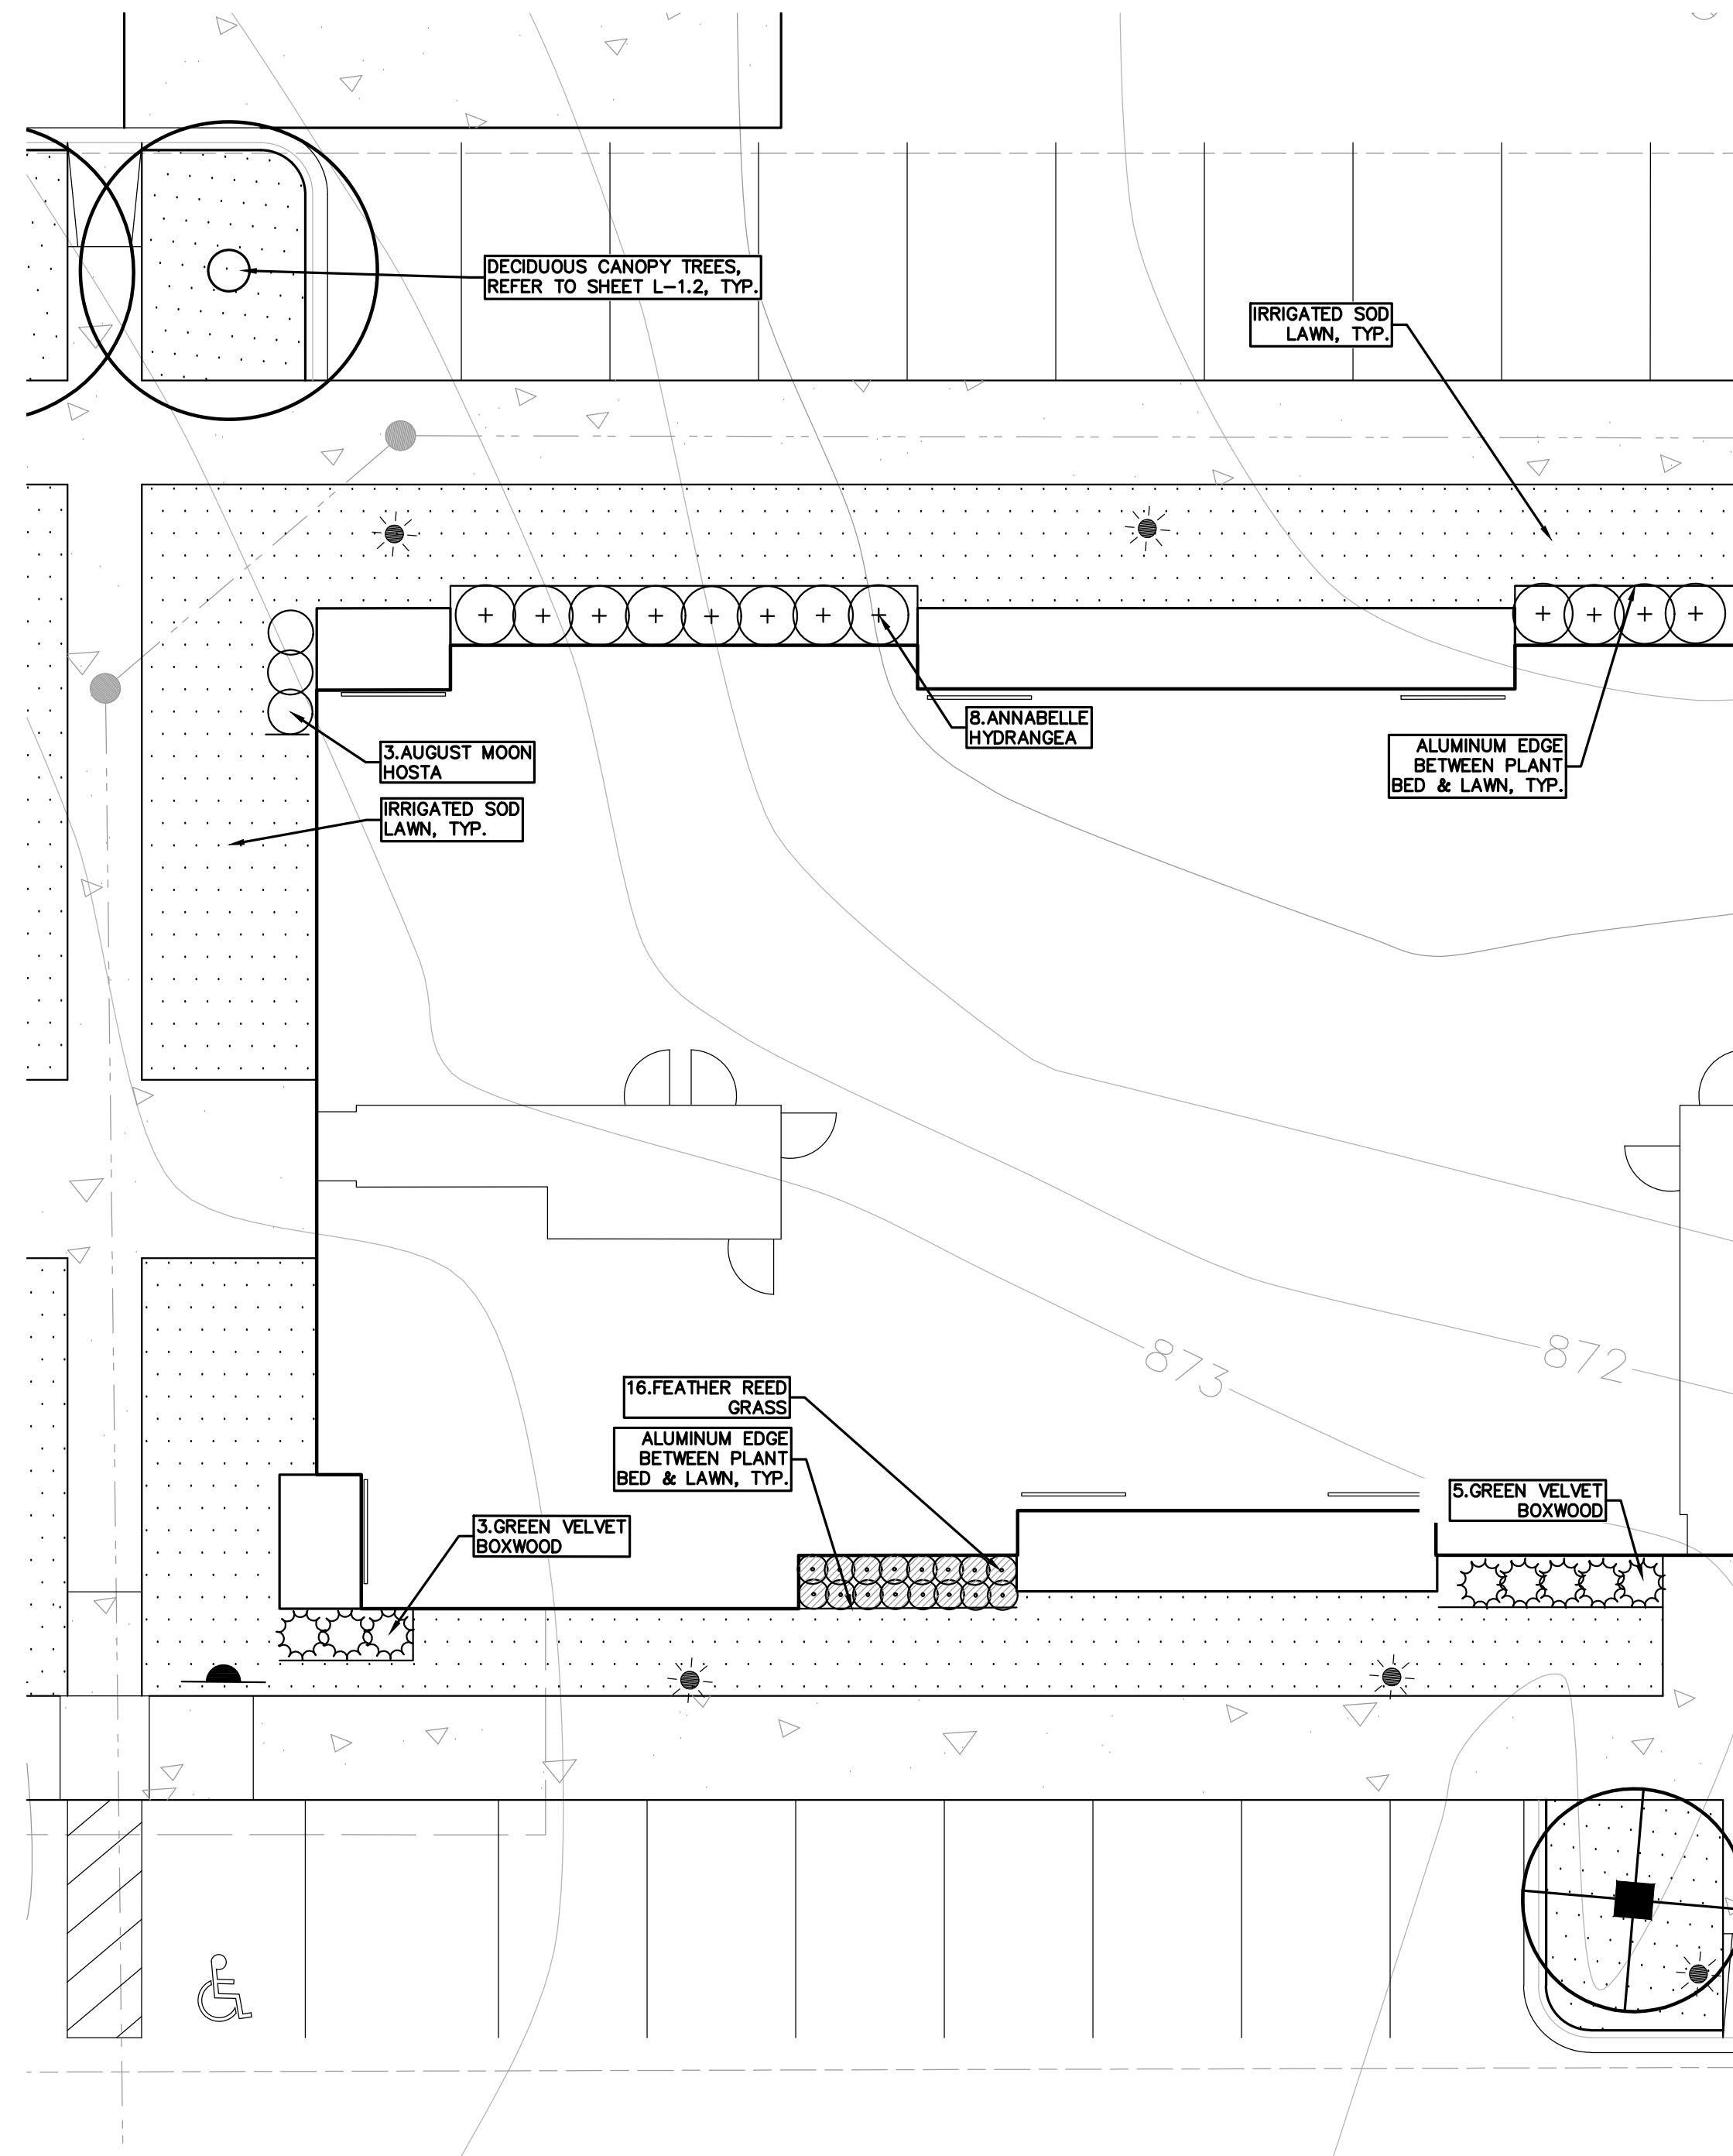 DECIDUOUS CANOPY TREES,
REFER TO SHEET L-1.2, TYP.
IRRIGATED SOD
LAWN, TYP.
8.ANNABELLE
HYDRANGEA
ALUMINUM EDGE
BETWEEN PLANT
BED & LAWN, TYP.
3.AUGUST MOON
HOSTA
IRRIGATED SOD
LAWN, TYP.
873
872
16.FEATHER REED
GRASS
ALUMINUM EDGE
BETWEEN PLANT
BED & LAWN, TYP.
5.GREEN VELVET
BOXWOOD
3.GREEN VELVET
BOXWOOD